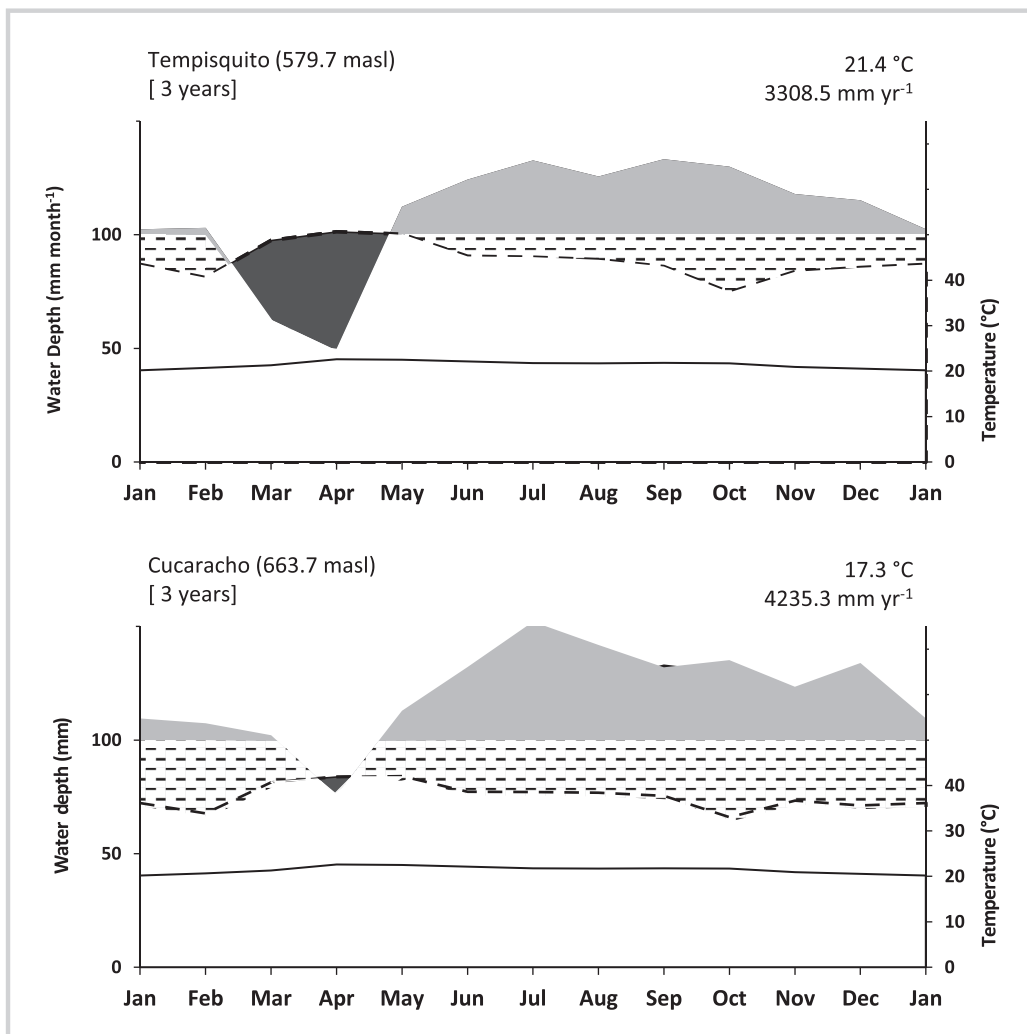 Tempisquito (579.7 masl)
[ 3 years]
21.4 °C
3308.5 mm yr⁻¹
Water Depth (mm month⁻¹)
100
50
0
40
30
20
10
0
Temperature (°C)
Jan Feb Mar Apr May Jun Jul Aug Sep Oct Nov Dec Jan
Cucaracho (663.7 masl)
[ 3 years]
17.3 °C
4235.3 mm yr⁻¹
Water depth (mm)
100
50
0
40
30
20
10
0
Temperature (°C)
Jan Feb Mar Apr May Jun Jul Aug Sep Oct Nov Dec Jan